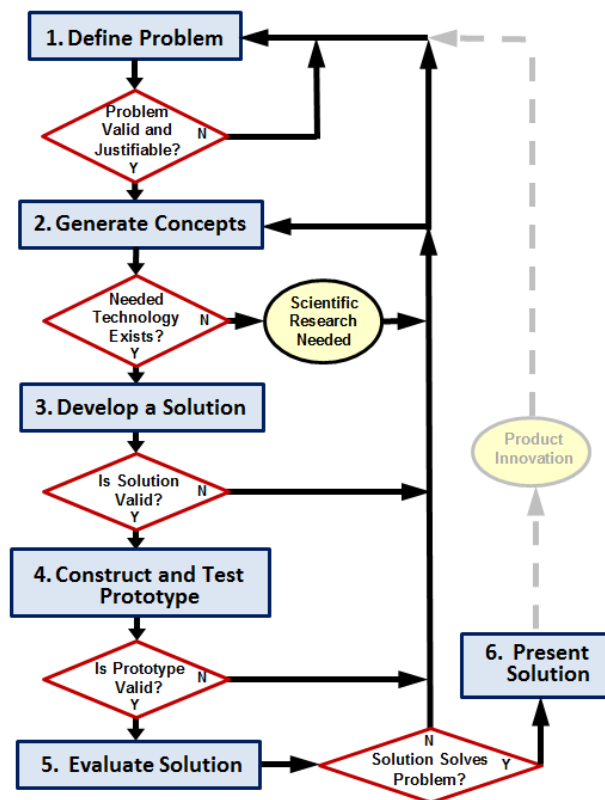 1. Define Problem
Problem
Valid and
Justifiable?
N
Y
2. Generate Concepts
Needed
Technology
Exists?
N
Y
Scientific
Research
Needed
3. Develop a Solution
Is Solution
Valid?
N
Y
Product
Innovation
4. Construct and Test
Prototype
Is Prototype
Valid?
N
Y
6. Present
Solution
5. Evaluate Solution
N
Solution Solves
Problem?
Y